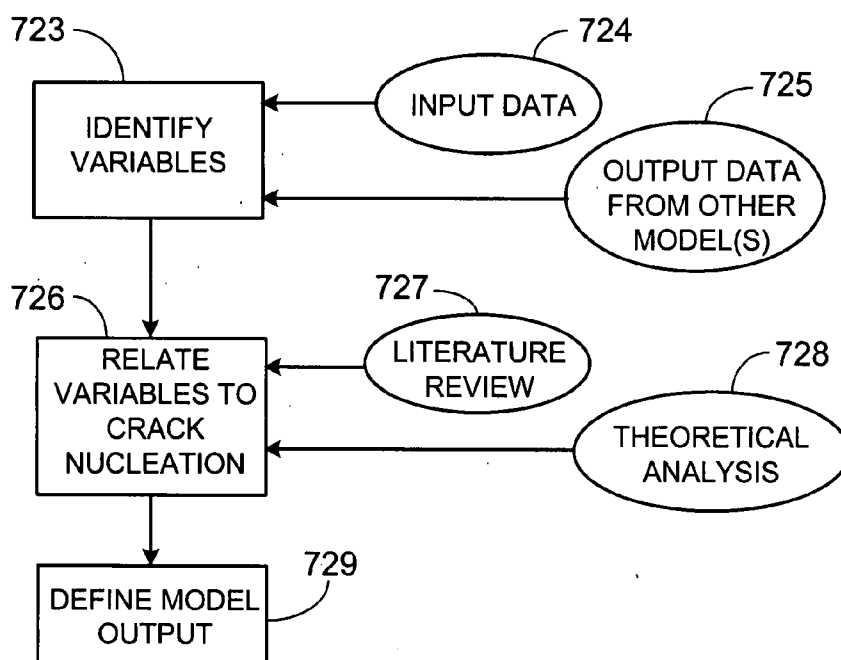 723
724
INPUT DATA
IDENTIFY
VARIABLES
725
OUTPUT DATA
FROM OTHER
MODEL(S)
726
727
LITERATURE
REVIEW
RELATE
VARIABLES TO
CRACK
NUCLEATION
728
THEORETICAL
ANALYSIS
729
DEFINE MODEL
OUTPUT